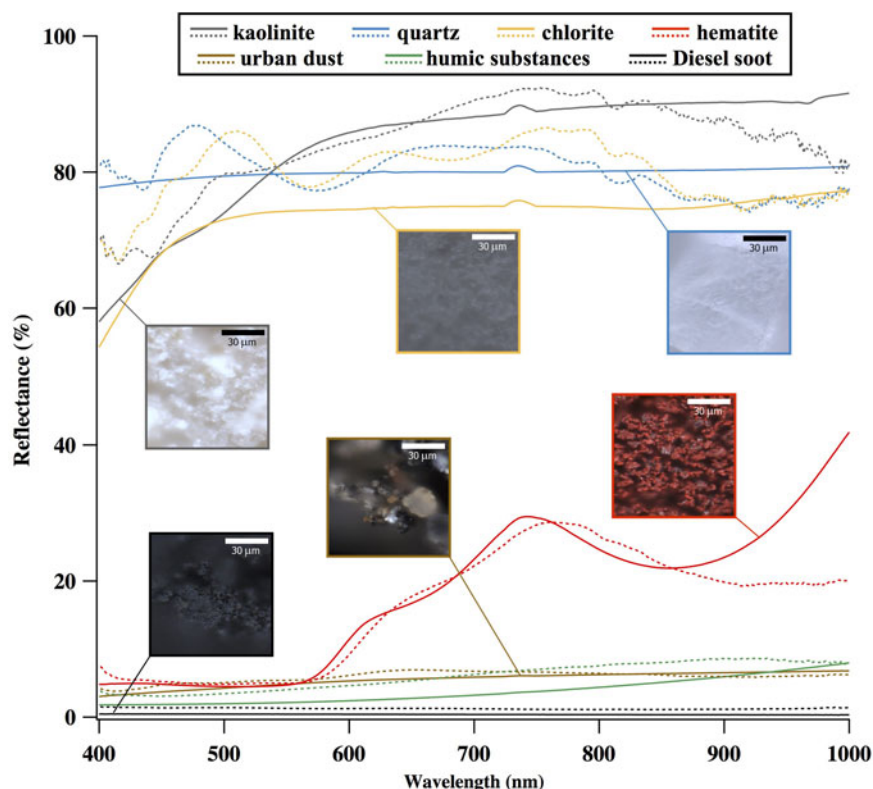 kaolinite quartz chlorite hematite
urban dust humic substances Diesel soot
100
80
60
40
20
0
Reflectance (%)
30 µm
30 µm
30 µm
30 µm
30 µm
30 µm
400 500 600 700 800 900 1000
Wavelength (nm)